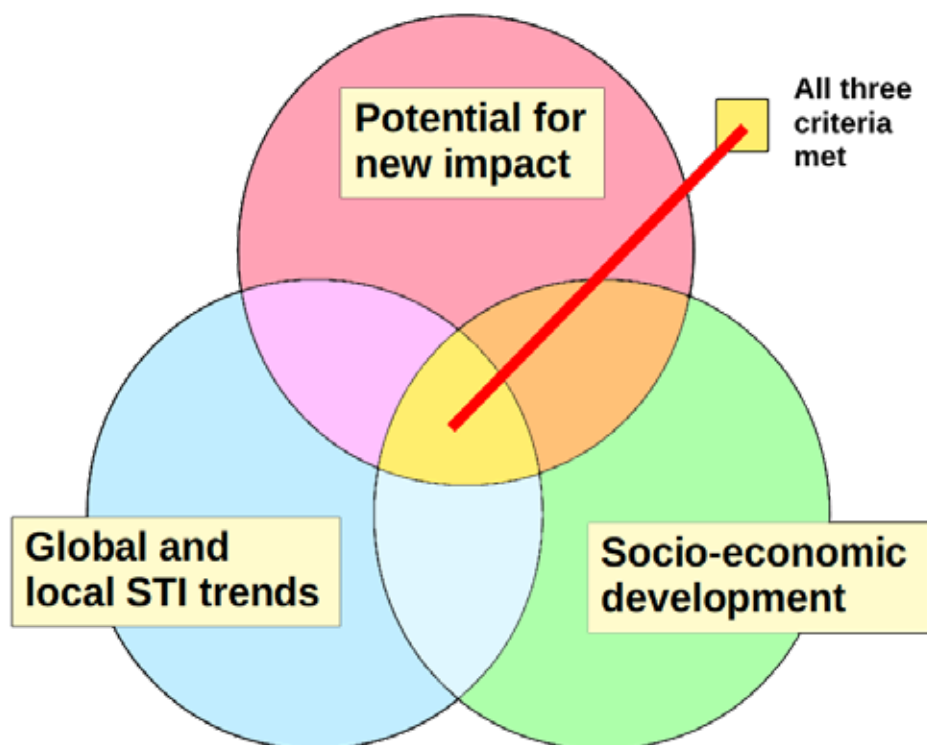 Potential for
new impact
All three
criteria
met
Global and
local STI trends
Socio-economic
development